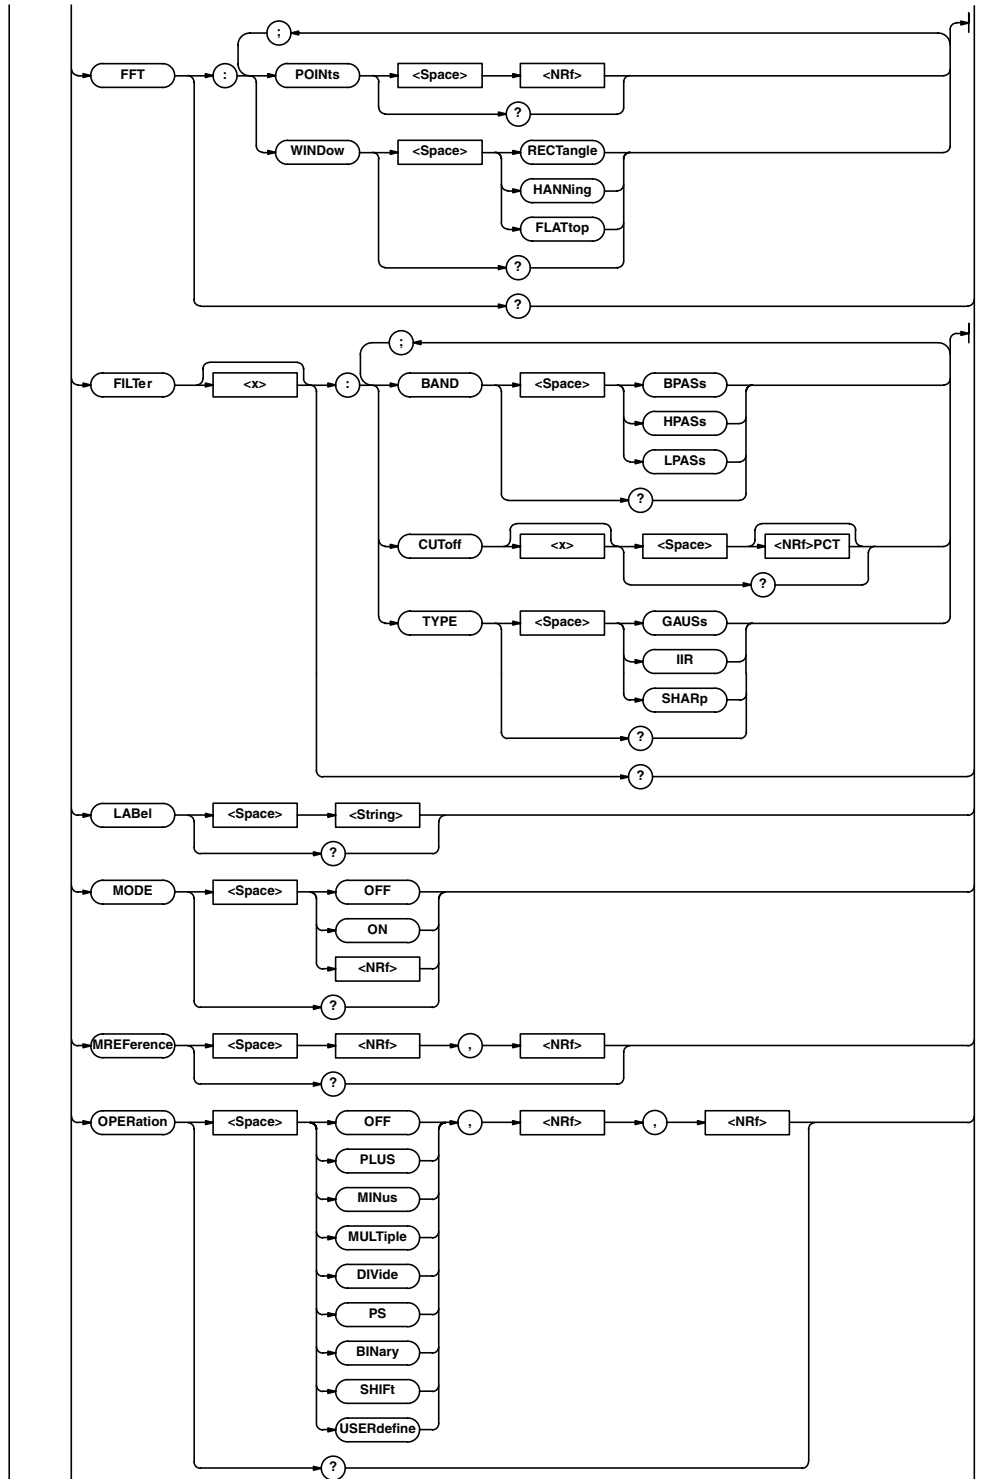 ;
FFT : POINts <Space> <NRf>
?
WINDow <Space> RECTangle
HANNing
FLATtop
?
?
;
FILTer <x> : BAND <Space> BPASs
HPASs
LPASs
?
CUToff <x> <Space> <NRf>PCT
?
TYPE <Space> GAUSs
IIR
SHARp
?
?
LABel <Space> <String>
?
MODE <Space> OFF
ON
<NRf>
?
MREFerence <Space> <NRf> , <NRf>
?
OPERation <Space> OFF , <NRf> , <NRf>
PLUS
MINus
MULTiple
DIVide
PS
BINary
SHIFt
USERdefine
?